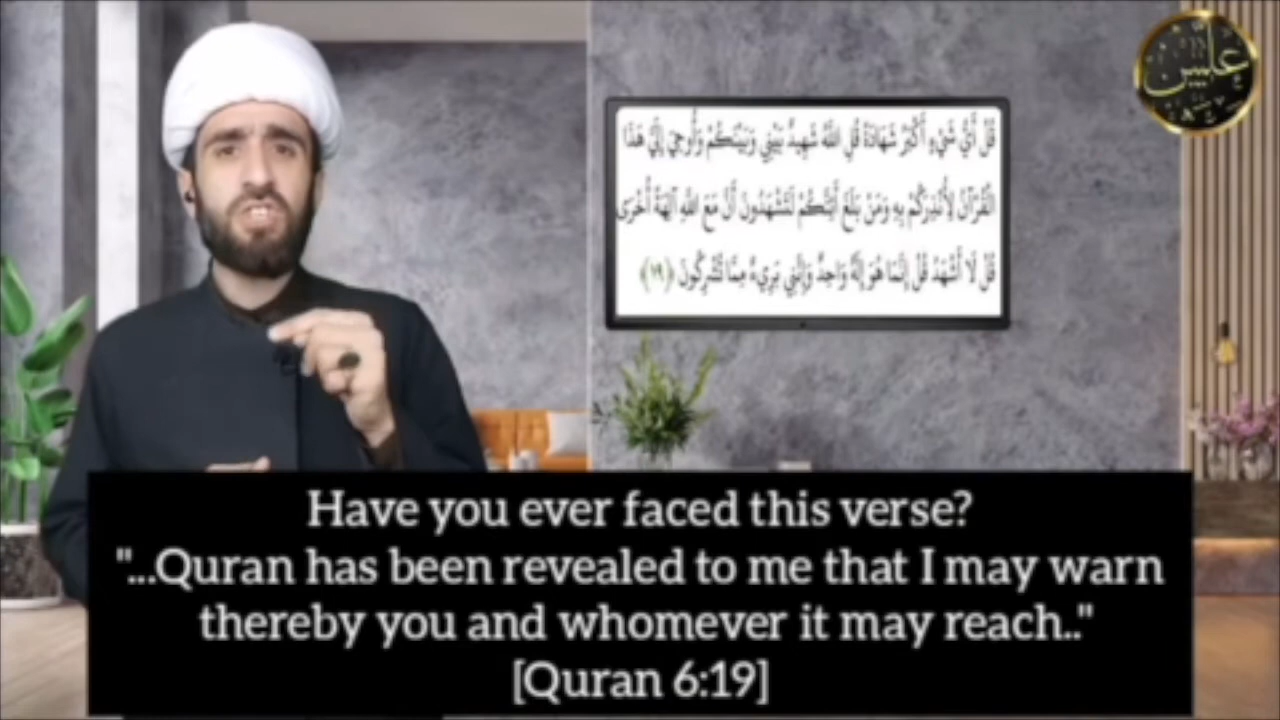 عليين
قُلْ أَيُّ شَيْءٍ أَكْبَرُ شَهَادَةً قُلِ اللَّهُ شَهِيدٌ بَيْنِي وَبَيْنَكُمْ وَأُوحِيَ إِلَيَّ هَذَا
الْقُرْآنُ لِأُنْذِرَكُمْ بِهِ وَمَنْ بَلَغَ أَئِنَّكُمْ لَتَشْهَدُونَ أَنَّ مَعَ اللَّهِ آلِهَةً أُخْرَى
قُلْ لَا أَشْهَدُ قُلْ إِنَّمَا هُوَ إِلَهٌ وَاحِدٌ وَإِنَّنِي بَرِيءٌ مِمَّا تُشْرِكُونَ ﴿١٩﴾
Have you ever faced this verse?
"...Quran has been revealed to me that I may warn
thereby you and whomever it may reach.."
[Quran 6:19]